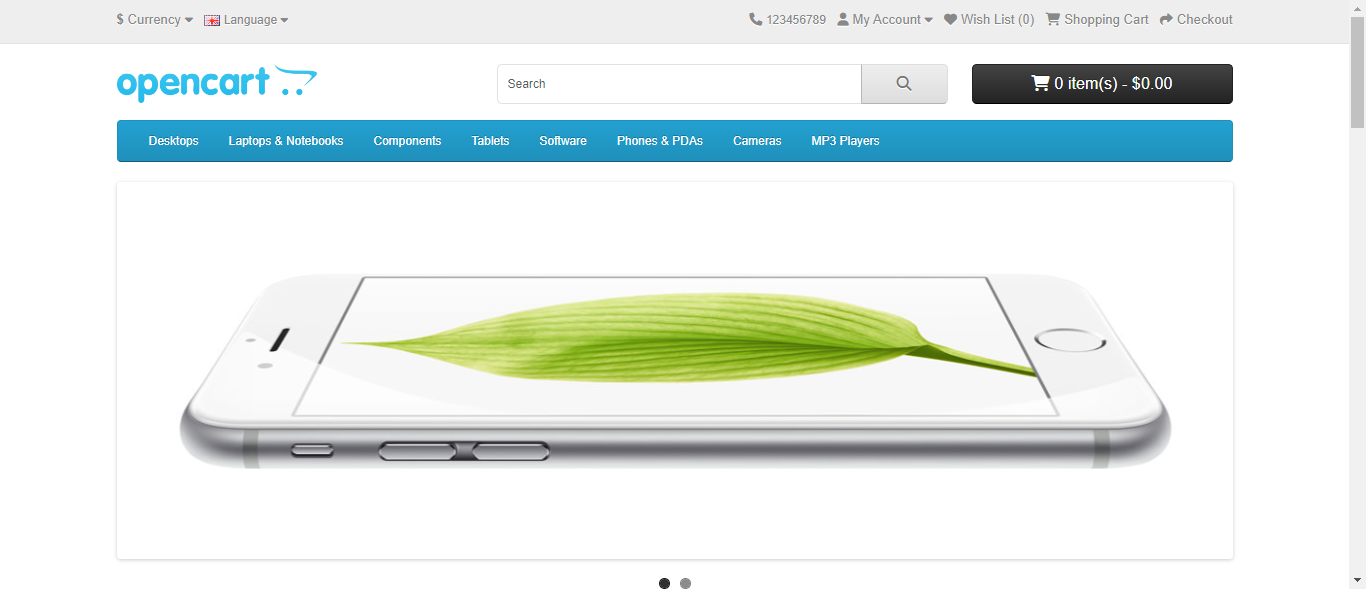 $ Currency Language 123456789 My Account Wish List (0) Shopping Cart Checkout
opencart Search 0 item(s) - $0.00
Desktops Laptops & Notebooks Components Tablets Software Phones & PDAs Cameras MP3 Players